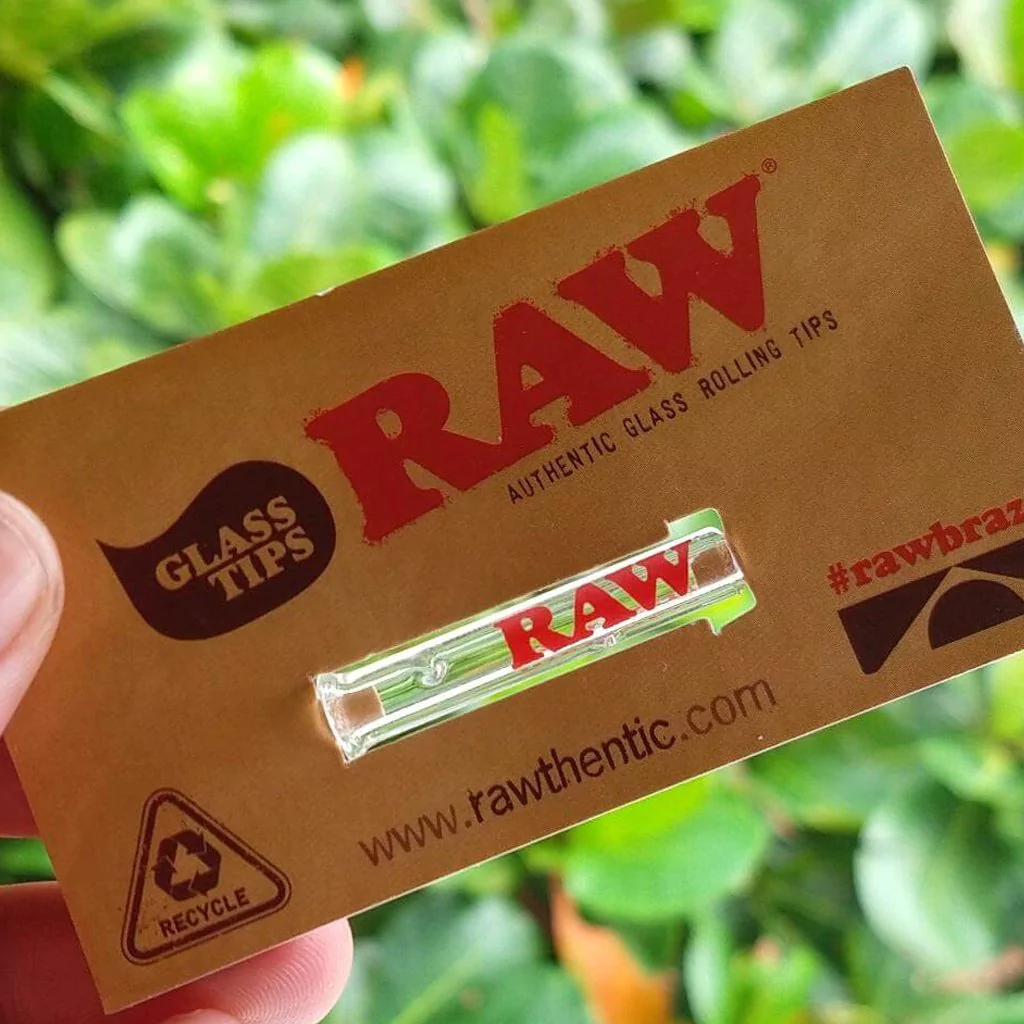 RAW®
AUTHENTIC GLASS ROLLING TIPS
GLASS
TIPS
RAW
#rawbraz
www.rawthentic.com
RECYCLE